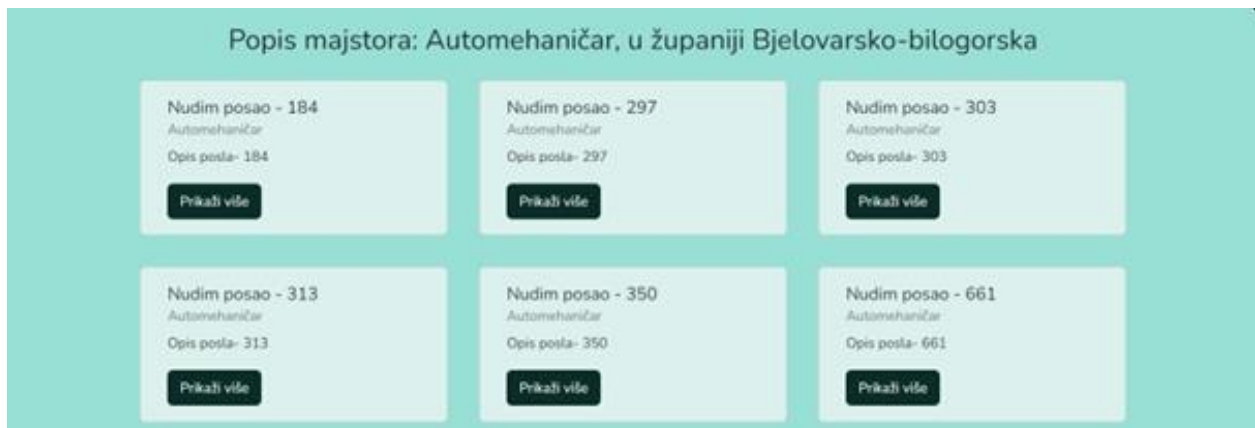 Popis majstora: Automehaničar, u županiji Bjelovarsko-bilogorska
Nudim posao - 184
Automehaničar
Opis posla- 184
Prikaži više
Nudim posao - 297
Automehaničar
Opis posla- 297
Prikaži više
Nudim posao - 303
Automehaničar
Opis posla- 303
Prikaži više
Nudim posao - 313
Automehaničar
Opis posla- 313
Prikaži više
Nudim posao - 350
Automehaničar
Opis posla- 350
Prikaži više
Nudim posao - 661
Automehaničar
Opis posla- 661
Prikaži više